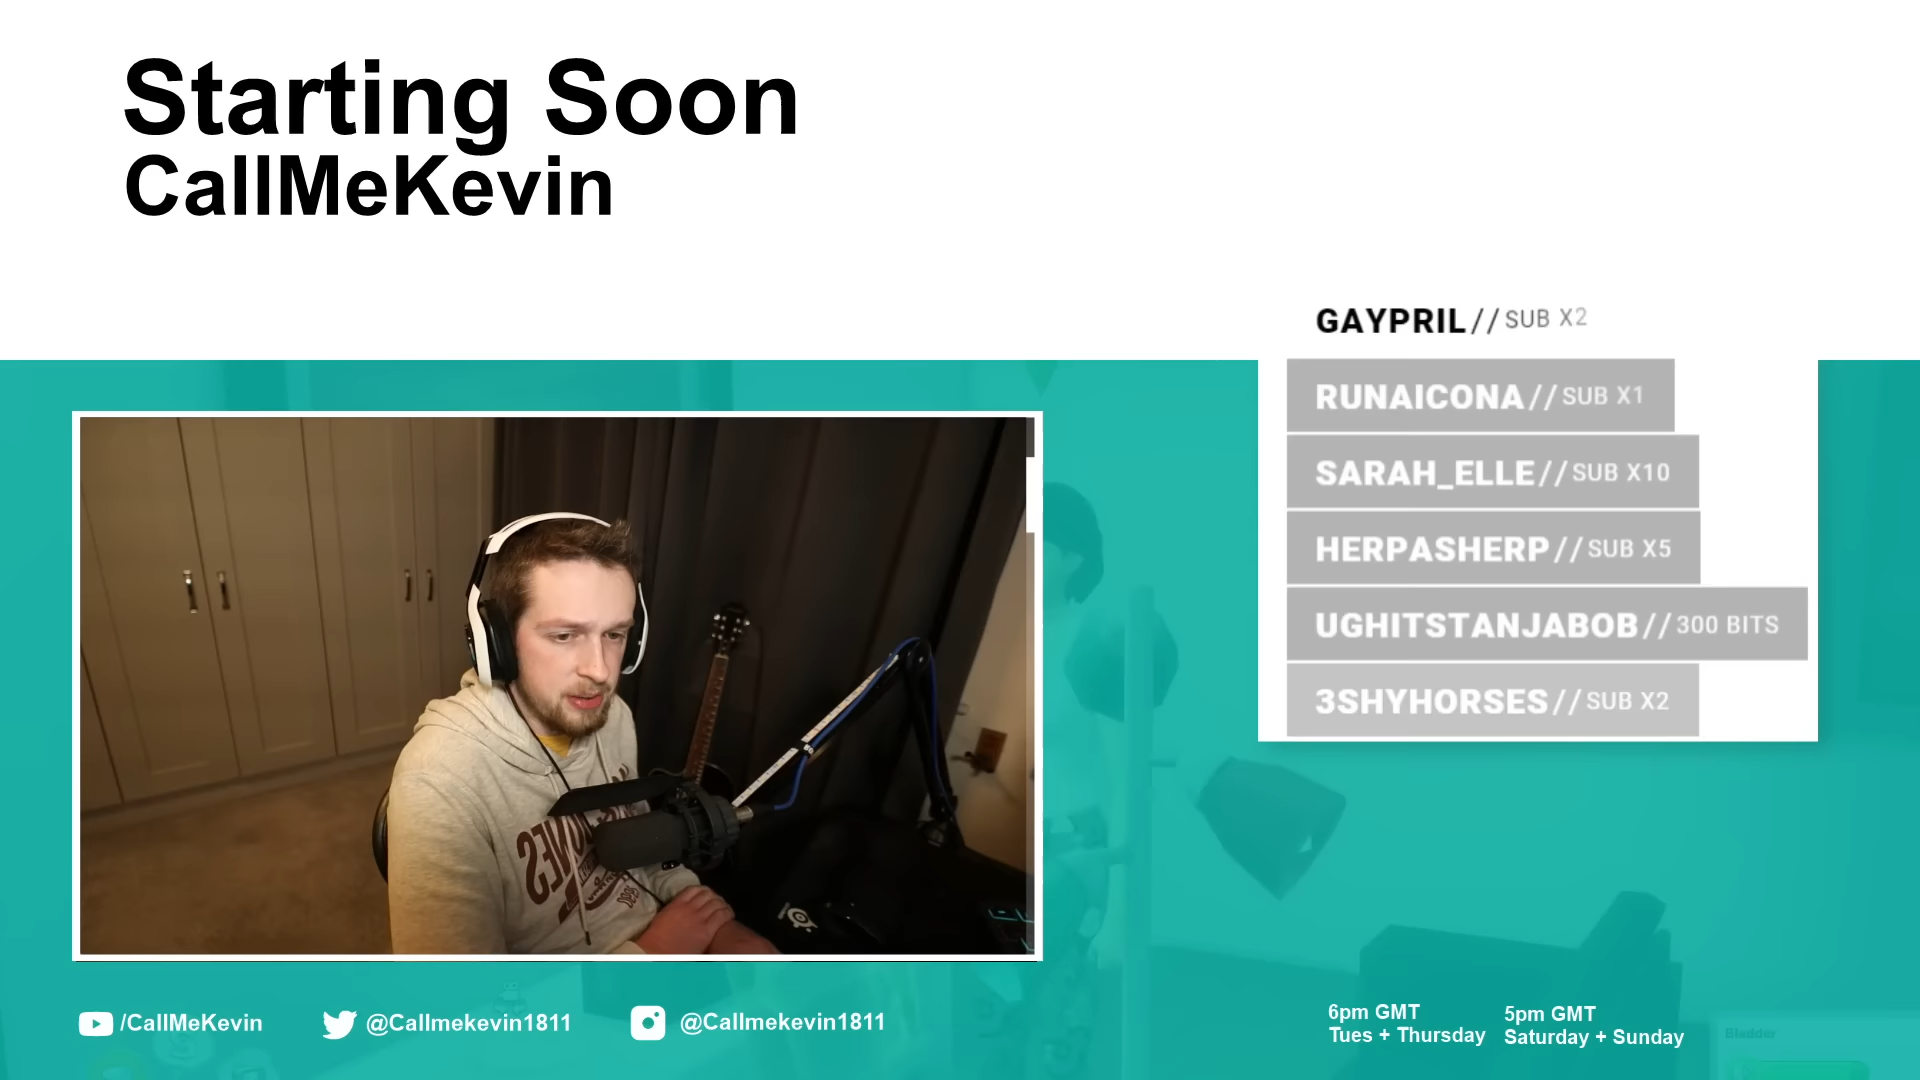 Starting Soon
CallMeKevin
GAYPRIL// SUB X2
RUNAICONA// SUB X1
SARAH_ELLE// SUB X10
HERPASHERP// SUB X5
UGHITSTANJABOB// 300 BITS
3SHYHORSES// SUB X2
/CallMeKevin
@Callmekevin1811
@Callmekevin1811
6pm GMT
Tues + Thursday
5pm GMT
Saturday + Sunday
Bladder